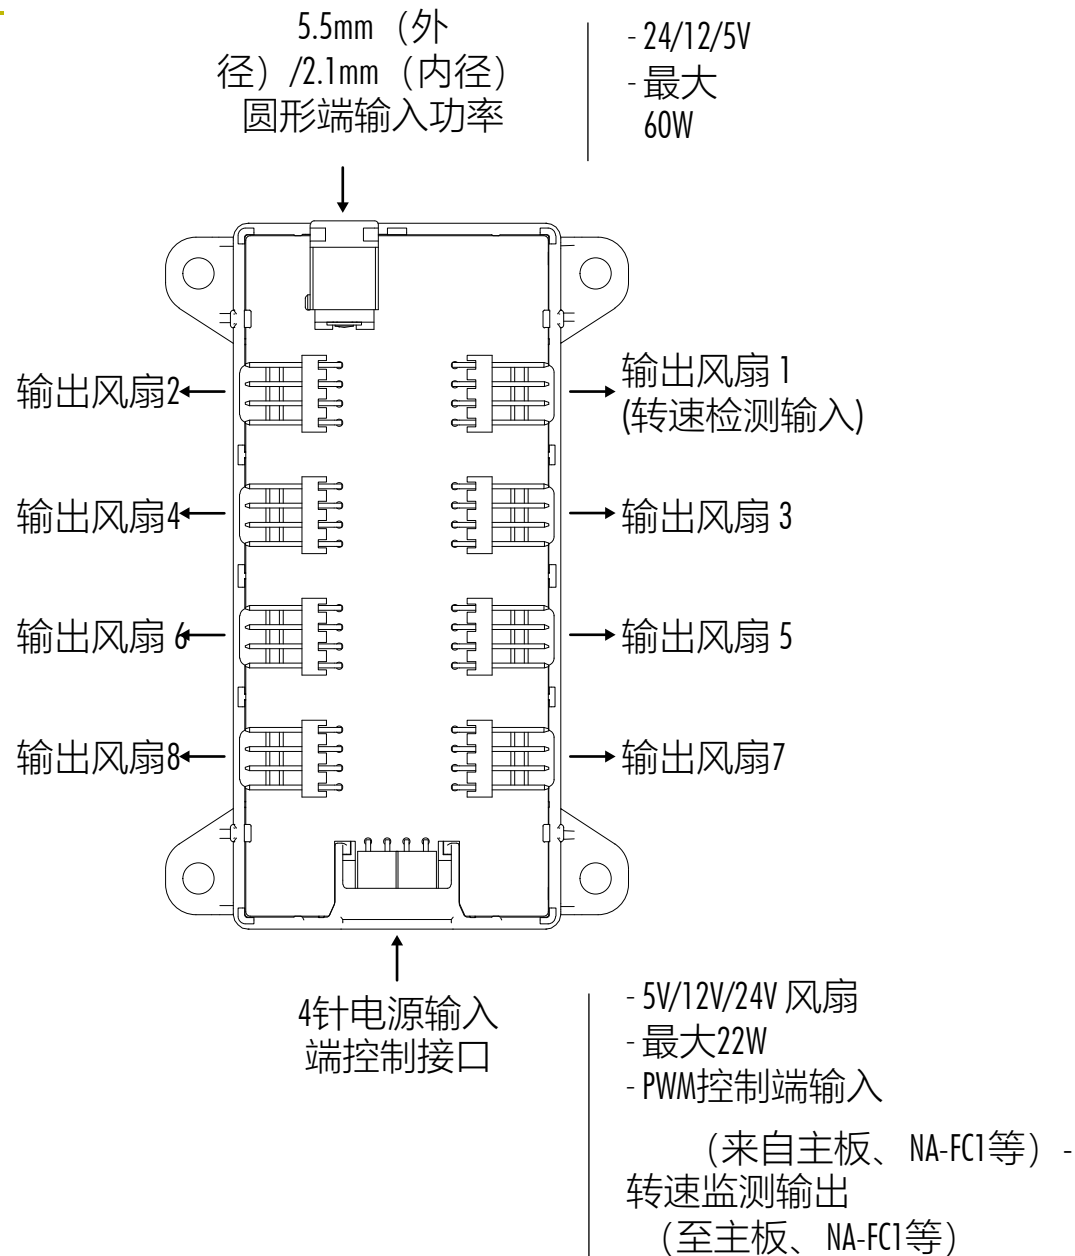 5.5mm（外
径）/2.1mm（内径）
圆形端输入功率
- 24/12/5V
- 最大
60W
输出风扇2
输出风扇 1
(转速检测输入)
输出风扇4
输出风扇 3
输出风扇 6
输出风扇 5
输出风扇8
输出风扇7
4针电源输入
端控制接口
- 5V/12V/24V 风扇
- 最大22W
- PWM控制端输入
（来自主板、NA-FC1等）-
转速监测输出
（至主板、NA-FC1等）